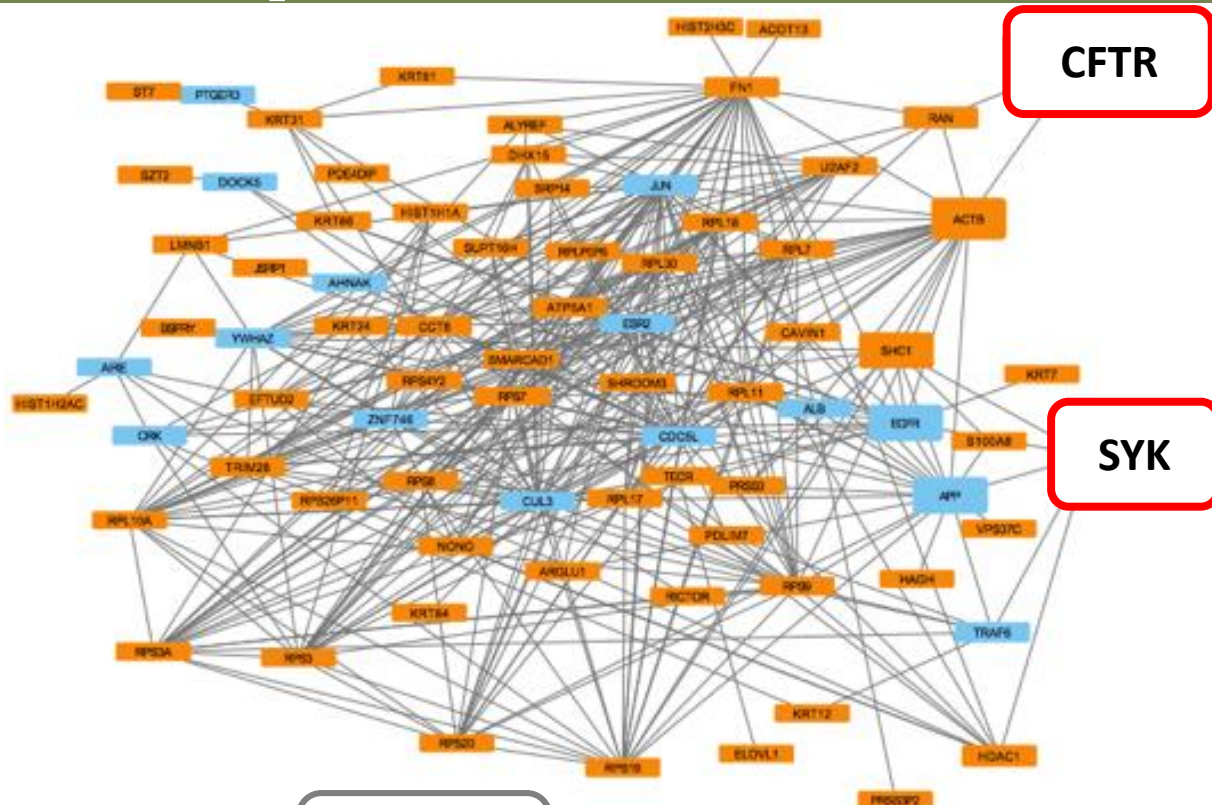 HIST2H3C
ACOT13
CFTR
KRT81
FN1
ST7
PTGER3
KRT31
ALYREF
RAN
DHX15
U2AF2
SZT2
DOCK5
PDE4DIP
SRP14
JUN
KRT86
HIST1H1A
RPL18
ACTB
LMNB1
SUPT16H
RPLP0P6
RPL30
RPL7
JSRP1
AHNAK
ATP5A1
BSPRY
YWHAZ
KRT34
CCT8
ESR2
CAVIN1
SMARCAD1
SHC1
AIRE
RPS4Y2
SHROOM3
KRT7
HIST1H2AC
EFTUD2
RPS7
RPL11
ALB
EGFR
CRK
ZNF746
CDC5L
S100A8
SYK
TRIM28
RPS8
TECR
PRSS3
RPS26P11
CUL3
RPL17
APP
RPL10A
VPS37C
NONO
PDLIM7
ARGLU1
RPS9
HAGH
RICTOR
KRT84
TRAF6
RPS3A
RPS3
KRT12
RPS20
ELOVL1
HDAC1
PRSS3P2